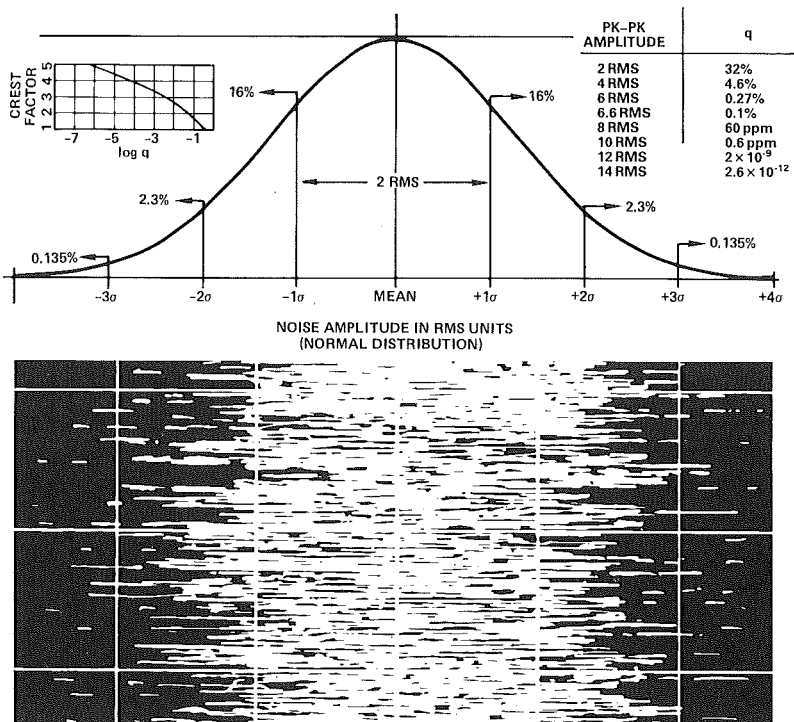 PK–PK
AMPLITUDE
q
2 RMS 32%
4 RMS 4.6%
6 RMS 0.27%
6.6 RMS 0.1%
8 RMS 60 ppm
10 RMS 0.6 ppm
12 RMS 2 × 10⁻⁹
14 RMS 2.6 × 10⁻¹²
CREST
FACTOR
5
4
3
2
1
-7 -5 -3 -1
log q
16% 16%
2 RMS
2.3% 2.3%
0.135% 0.135%
-3σ -2σ -1σ MEAN +1σ +2σ +3σ +4σ
NOISE AMPLITUDE IN RMS UNITS
(NORMAL DISTRIBUTION)